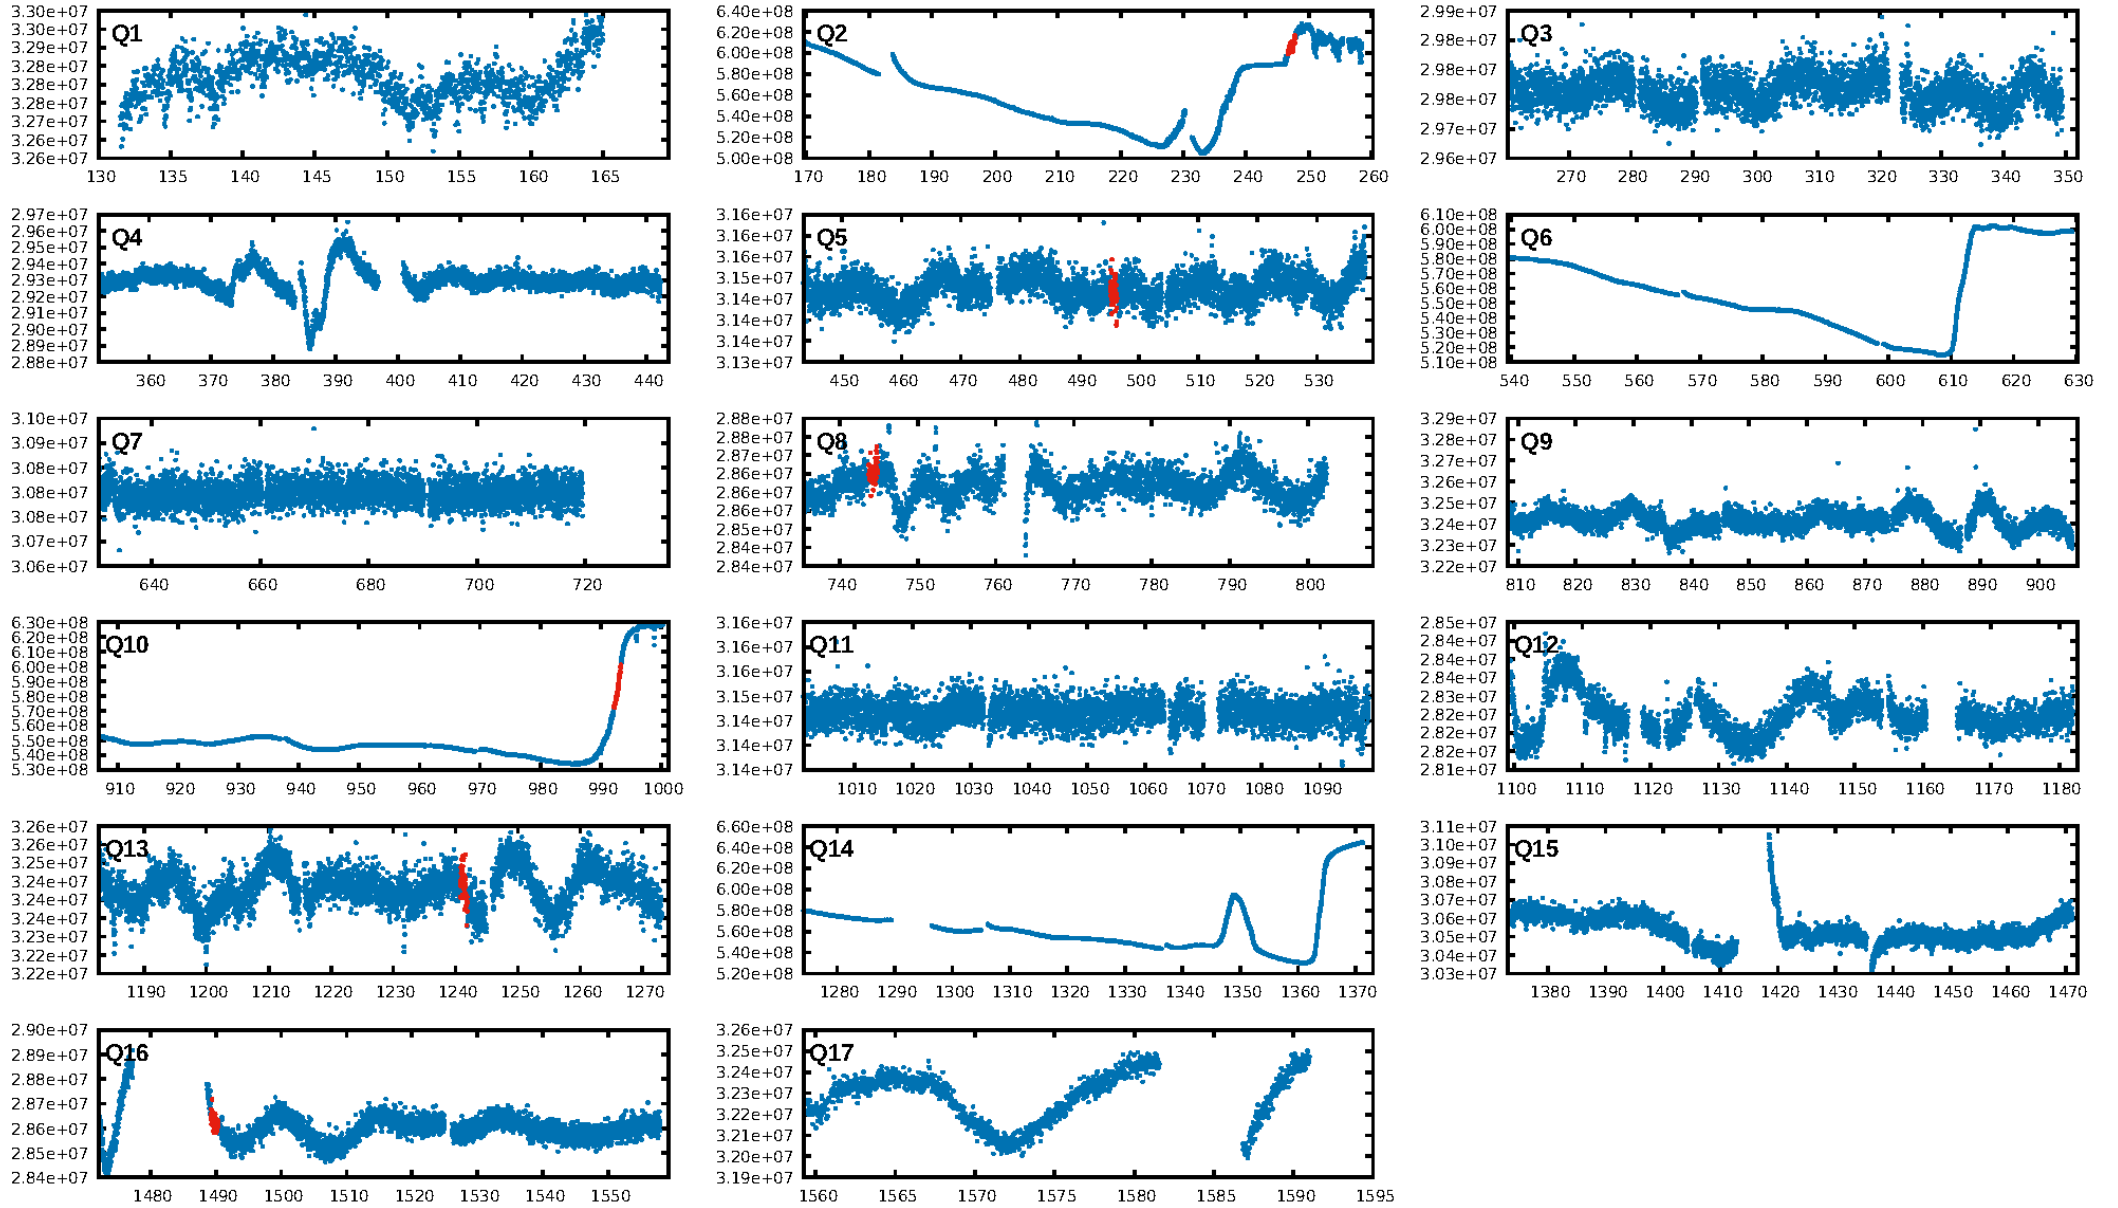 3.30e+07 3.30e+07 3.29e+07 3.28e+07 3.28e+07 3.27e+07 3.26e+07 3.26e+07
Q1
130 135 140 145 150 155 160 165
6.40e+08 6.20e+08 6.00e+08 5.80e+08 5.60e+08 5.40e+08 5.20e+08 5.00e+08
Q2
170 180 190 200 210 220 230 240 250 260
2.99e+07 2.98e+07 2.98e+07 2.98e+07 2.97e+07 2.96e+07
Q3
270 280 290 300 310 320 330 340 350
2.97e+07 2.96e+07 2.95e+07 2.94e+07 2.93e+07 2.92e+07 2.91e+07 2.90e+07 2.89e+07 2.88e+07
Q4
360 370 380 390 400 410 420 430 440
3.16e+07 3.16e+07 3.16e+07 3.15e+07 3.14e+07 3.14e+07 3.14e+07 3.13e+07
Q5
450 460 470 480 490 500 510 520 530
6.10e+08 6.00e+08 5.90e+08 5.80e+08 5.70e+08 5.60e+08 5.50e+08 5.40e+08 5.30e+08 5.20e+08 5.10e+08
Q6
540 550 560 570 580 590 600 610 620 630
3.10e+07 3.09e+07 3.08e+07 3.08e+07 3.08e+07 3.07e+07 3.06e+07
Q7
640 660 680 700 720
2.88e+07 2.88e+07 2.87e+07 2.86e+07 2.86e+07 2.86e+07 2.85e+07 2.84e+07 2.84e+07
Q8
740 750 760 770 780 790 800
3.29e+07 3.28e+07 3.27e+07 3.26e+07 3.25e+07 3.24e+07 3.23e+07 3.22e+07
Q9
810 820 830 840 850 860 870 880 890 900
6.30e+08 6.20e+08 6.10e+08 6.00e+08 5.90e+08 5.80e+08 5.70e+08 5.60e+08 5.50e+08 5.40e+08 5.30e+08
Q10
910 920 930 940 950 960 970 980 990 1000
3.16e+07 3.16e+07 3.16e+07 3.15e+07 3.14e+07 3.14e+07 3.14e+07
Q11
1010 1020 1030 1040 1050 1060 1070 1080 1090
2.85e+07 2.84e+07 2.84e+07 2.83e+07 2.82e+07 2.82e+07 2.82e+07 2.81e+07
Q12
1100 1110 1120 1130 1140 1150 1160 1170 1180
3.26e+07 3.26e+07 3.25e+07 3.24e+07 3.24e+07 3.24e+07 3.23e+07 3.22e+07 3.22e+07
Q13
1190 1200 1210 1220 1230 1240 1250 1260 1270
6.60e+08 6.40e+08 6.20e+08 6.00e+08 5.80e+08 5.60e+08 5.40e+08 5.20e+08
Q14
1280 1290 1300 1310 1320 1330 1340 1350 1360 1370
3.11e+07 3.10e+07 3.09e+07 3.08e+07 3.07e+07 3.06e+07 3.05e+07 3.04e+07 3.03e+07
Q15
1380 1390 1400 1410 1420 1430 1440 1450 1460 1470
2.90e+07 2.89e+07 2.88e+07 2.87e+07 2.86e+07 2.85e+07 2.84e+07
Q16
1480 1490 1500 1510 1520 1530 1540 1550
3.26e+07 3.25e+07 3.24e+07 3.23e+07 3.22e+07 3.21e+07 3.20e+07 3.19e+07
Q17
1560 1565 1570 1575 1580 1585 1590 1595